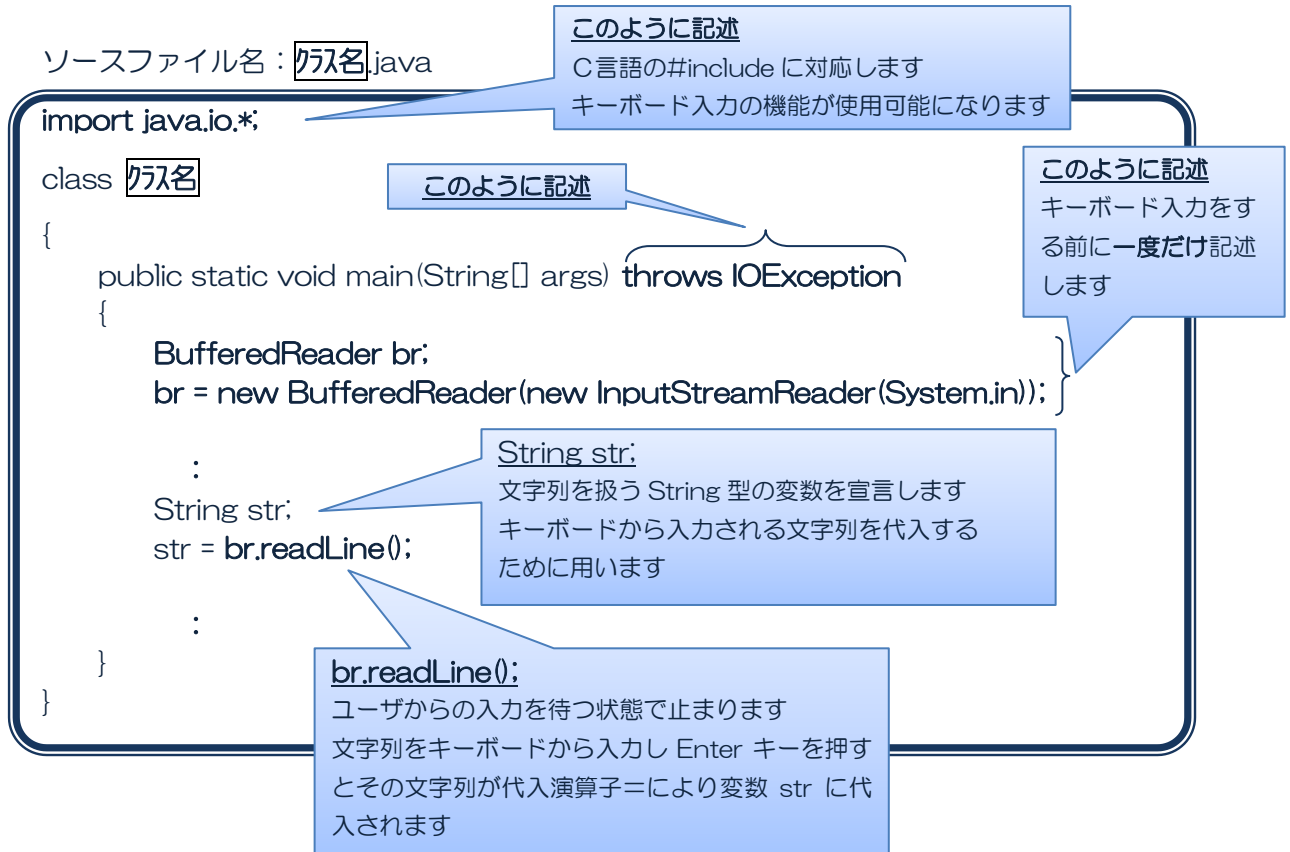 ソースファイル名：クラス名.java
このように記述
C言語の#include に対応します
キーボード入力の機能が使用可能になります
import java.io.*;
class クラス名
このように記述
このように記述
キーボード入力をす
る前に一度だけ記述
します
{
public static void main(String[] args) throws IOException
{
BufferedReader br;
br = new BufferedReader(new InputStreamReader(System.in));
:
String str;
str = br.readLine();
String str;
文字列を扱う String 型の変数を宣言します
キーボードから入力される文字列を代入する
ために用います
:
}
}
br.readLine();
ユーザからの入力を待つ状態で止まります
文字列をキーボードから入力し Enter キーを押す
とその文字列が代入演算子＝により変数 str に代
入されます